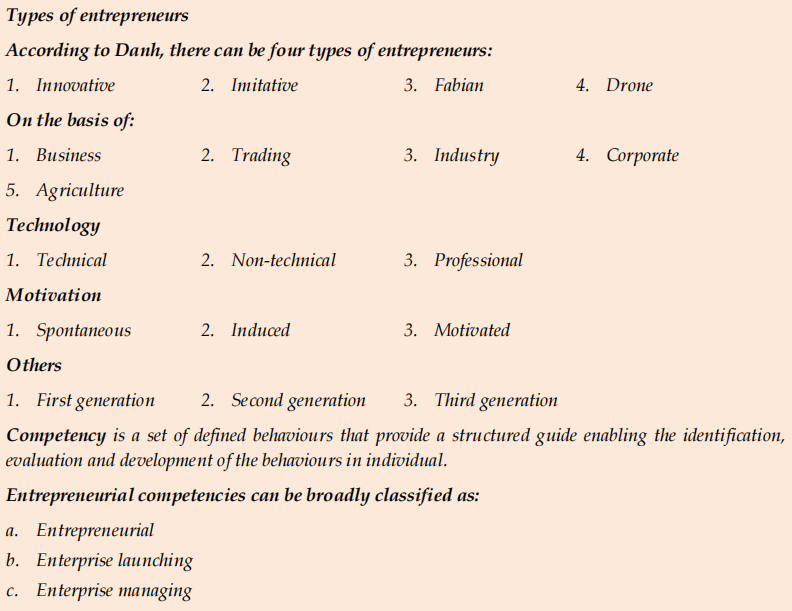 Types of entrepreneurs
According to Danh, there can be four types of entrepreneurs:
1. Innovative 2. Imitative 3. Fabian 4. Drone
On the basis of:
1. Business 2. Trading 3. Industry 4. Corporate
5. Agriculture
Technology
1. Technical 2. Non-technical 3. Professional
Motivation
1. Spontaneous 2. Induced 3. Motivated
Others
1. First generation 2. Second generation 3. Third generation
Competency is a set of defined behaviours that provide a structured guide enabling the identification,
evaluation and development of the behaviours in individual.
Entrepreneurial competencies can be broadly classified as:
a. Entrepreneurial
b. Enterprise launching
c. Enterprise managing